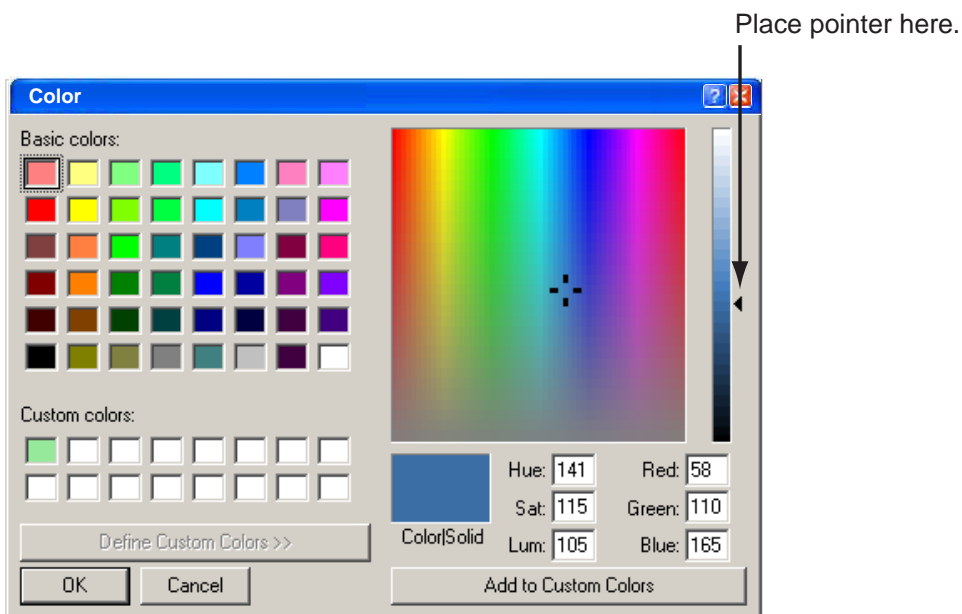 Place pointer here.
Color
Basic colors:
Custom colors:
Define Custom Colors >>
OK Cancel
Hue: 141 Red: 58
Sat: 115 Green: 110
Color|Solid Lum: 105 Blue: 165
Add to Custom Colors